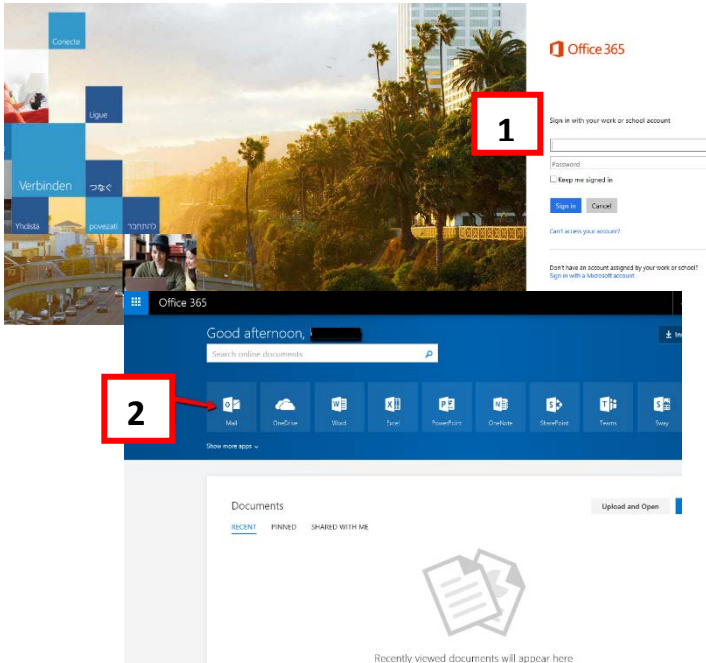 Conecte
Ligue
Verbinden
つなぐ
Yhdistä
povezati
להתחבר
Office 365
1
Sign in with your work or school account
Password
Keep me signed in
Sign in
Cancel
Can't access your account?
Don't have an account assigned by your work or school?
Sign in with a Microsoft account
Office 365
Good afternoon,
Search online documents
2
Mail
OneDrive
Word
Excel
PowerPoint
OneNote
SharePoint
Teams
Sway
Show more apps
Documents
Upload and Open
RECENT PINNED SHARED WITH ME
Recently viewed documents will appear here